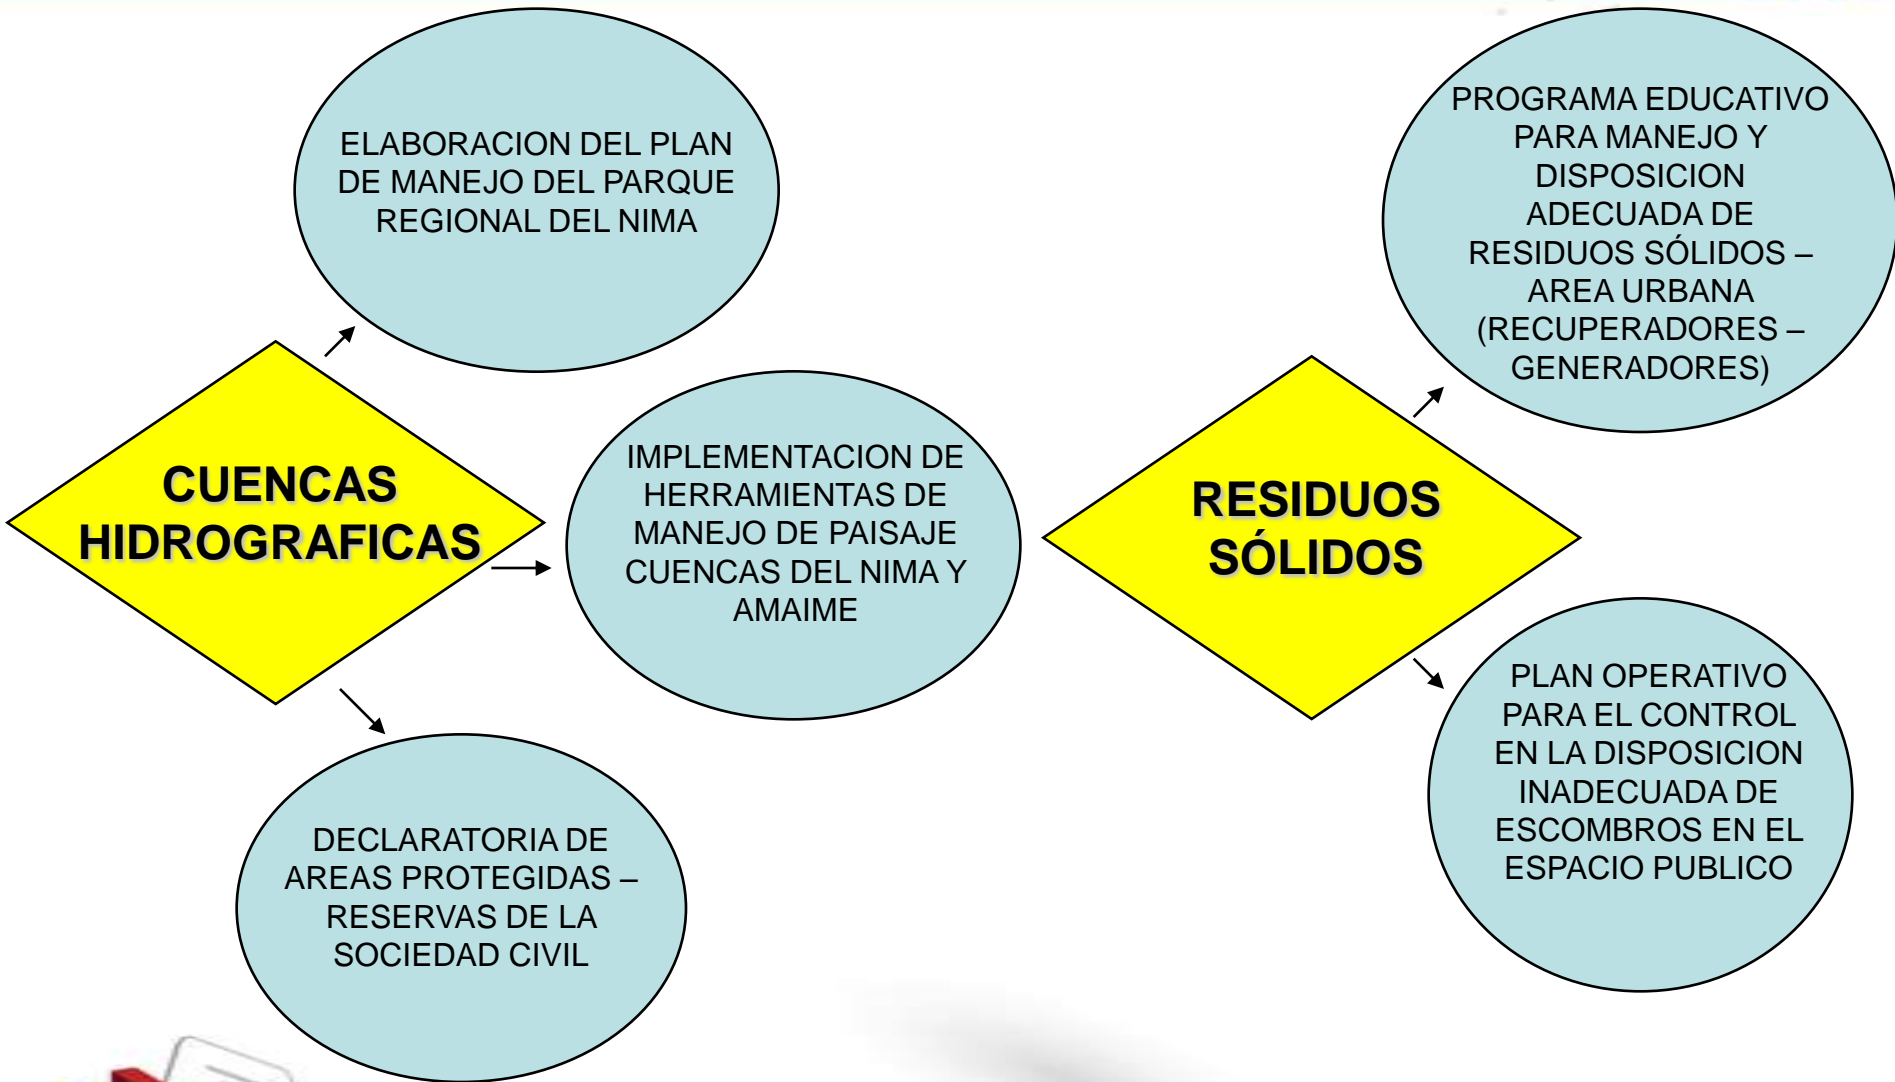 ELABORACION DEL PLAN
DE MANEJO DEL PARQUE
REGIONAL DEL NIMA
CUENCAS
HIDROGRAFICAS
IMPLEMENTACION DE
HERRAMIENTAS DE
MANEJO DE PAISAJE
CUENCAS DEL NIMA Y
AMAIME
DECLARATORIA DE
AREAS PROTEGIDAS –
RESERVAS DE LA
SOCIEDAD CIVIL
PROGRAMA EDUCATIVO
PARA MANEJO Y
DISPOSICION
ADECUADA DE
RESIDUOS SÓLIDOS –
AREA URBANA
(RECUPERADORES –
GENERADORES)
RESIDUOS
SÓLIDOS
PLAN OPERATIVO
PARA EL CONTROL
EN LA DISPOSICION
INADECUADA DE
ESCOMBROS EN EL
ESPACIO PUBLICO